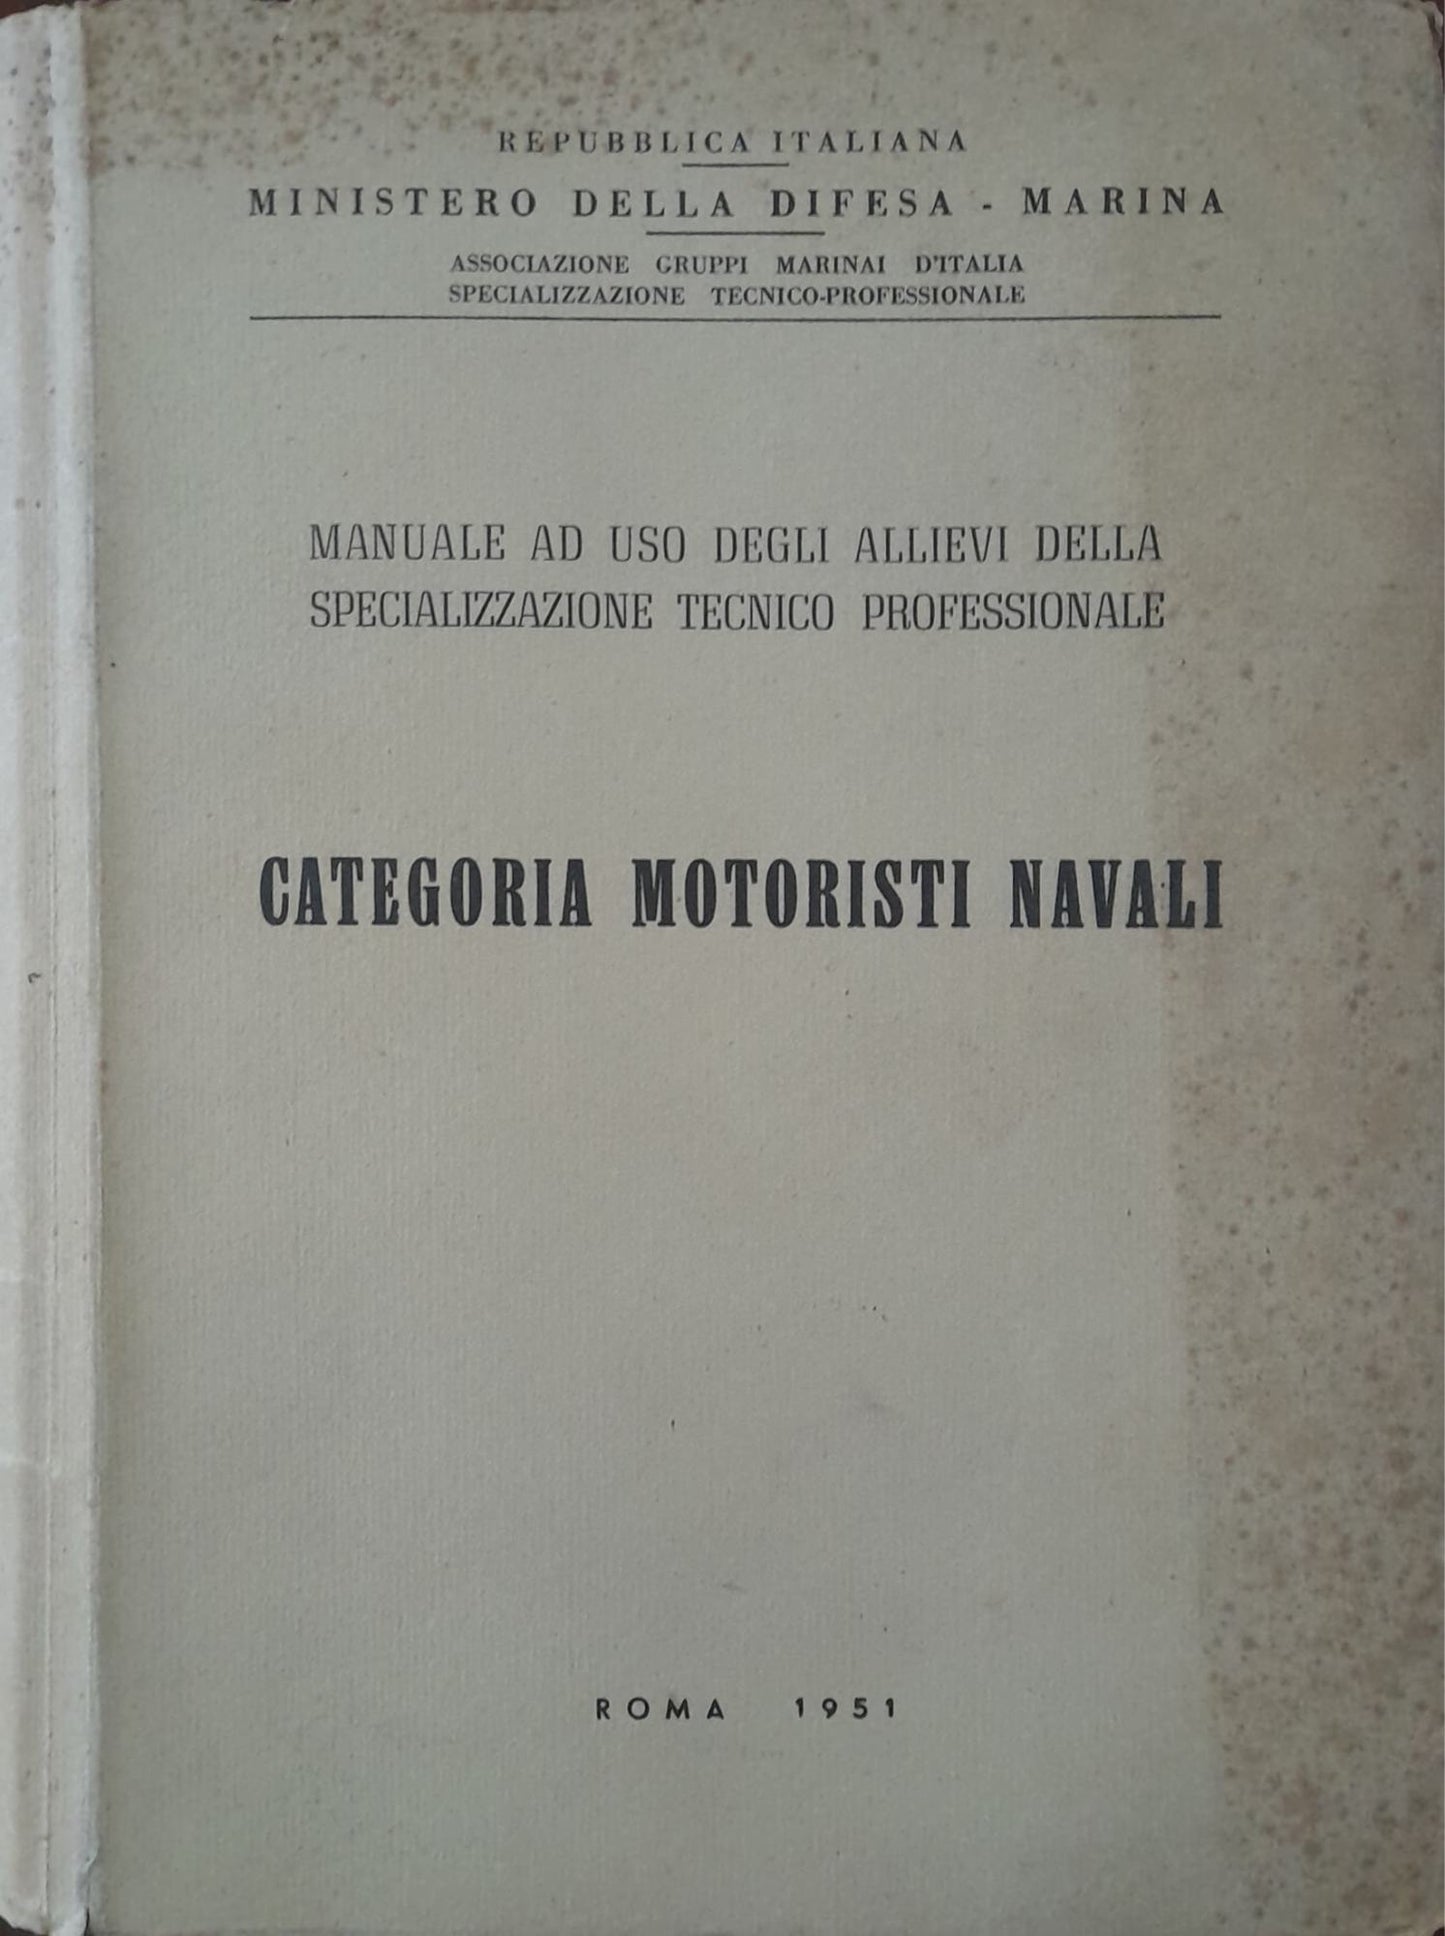 REPUBBLICA ITALIANA
MINISTERO DELLA DIFESA - MARINA
ASSOCIAZIONE GRUPPI MARINAI D'ITALIA
SPECIALIZZAZIONE TECNICO-PROFESSIONALE
MANUALE AD USO DEGLI ALLIEVI DELLA
SPECIALIZZAZIONE TECNICO PROFESSIONALE
CATEGORIA MOTORISTI NAVALI
ROMA 1951